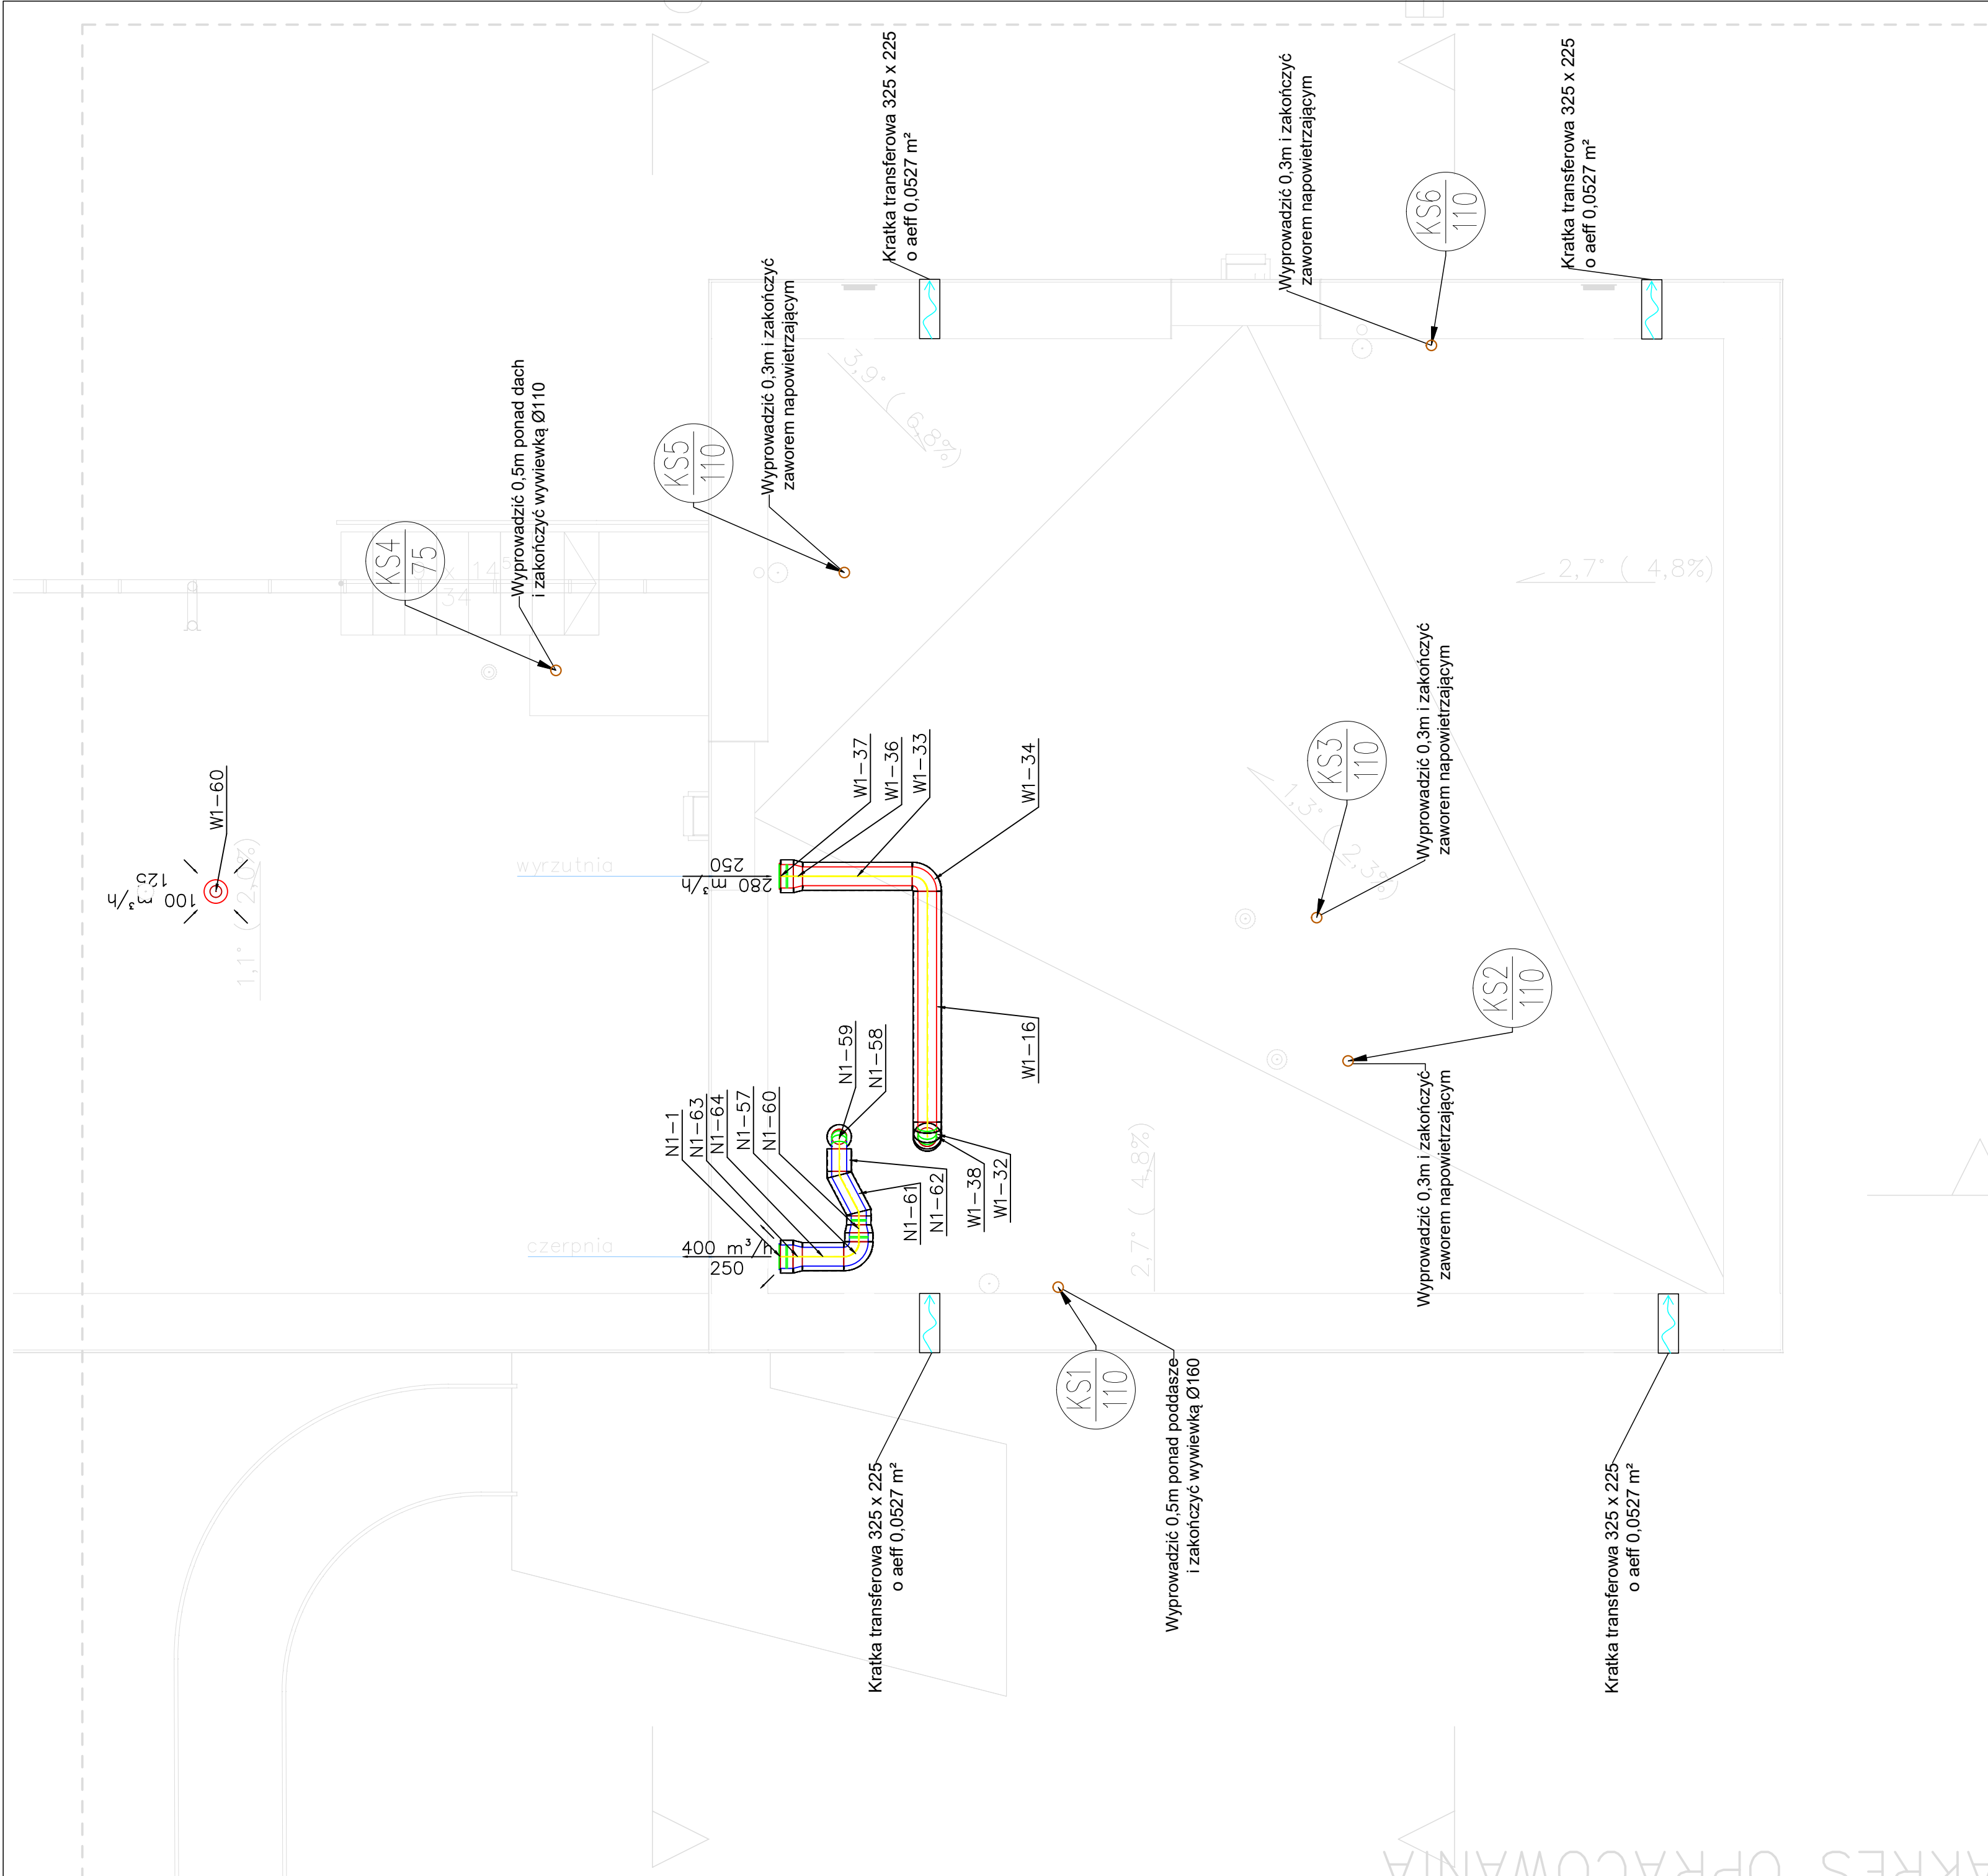 Kratka transferowa 325 x 225
o aeff 0,0527 m²
Wyprowadzić 0,3m i zakończyć
zaworem napowietrzającym
KS6
110
Kratka transferowa 325 x 225
o aeff 0,0527 m²
Wyprowadzić 0,3m i zakończyć
zaworem napowietrzającym
KS5
110
Wyprowadzić 0,5m ponad dach
i zakończyć wywiewką Ø110
KS4
75
3,9° ( 6,8%)
34
2,7° ( 4,8%)
W1-60
100 m³/h
125
1,1° ( 2,0%)
wyrzutnia
280 m³/h
250
W1-37
W1-36
W1-33
W1-34
W1-16
KS3
110
Wyprowadzić 0,3m i zakończyć
zaworem napowietrzającym
1,3° ( 2,3%)
KS2
110
Wyprowadzić 0,3m i zakończyć
zaworem napowietrzającym
N1-59
N1-58
N1-1
N1-63
N1-64
N1-57
N1-60
N1-61
N1-62
W1-38
W1-32
czerpnia
400 m³/h
250
2,7° ( 4,8%)
KS1
110
Wyprowadzić 0,5m ponad poddasze
i zakończyć wywiewką Ø160
Kratka transferowa 325 x 225
o aeff 0,0527 m²
Kratka transferowa 325 x 225
o aeff 0,0527 m²
OPRACOWANIA